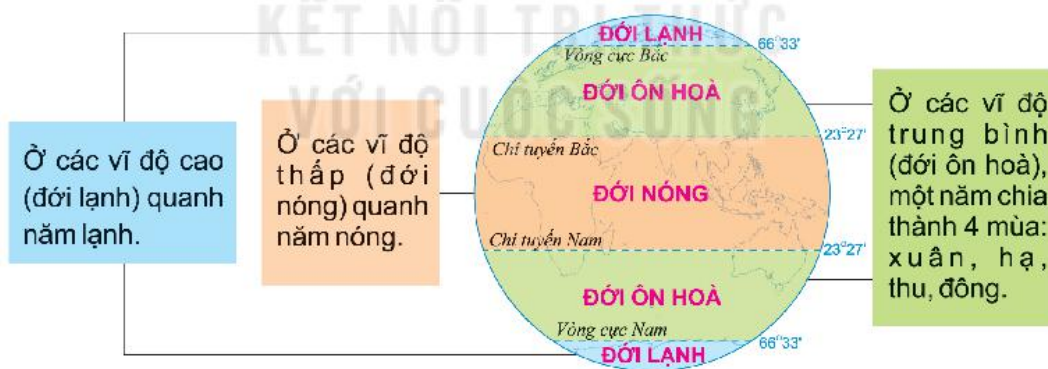 KẾT NỐI TRI THỨC
VỚI CUỘC SỐNG
Ở các vĩ độ cao
(đới lạnh) quanh
năm lạnh.
Ở các vĩ độ
thấp (đới
nóng) quanh
năm nóng.
ĐỚI LẠNH
66°33'
Vòng cực Bắc
ĐỚI ÔN HOÀ
23°27'
Chí tuyến Bắc
ĐỚI NÓNG
Chí tuyến Nam
23°27'
ĐỚI ÔN HOÀ
Vòng cực Nam
66°33'
ĐỚI LẠNH
Ở các vĩ độ
trung bình
(đới ôn hoà),
một năm chia
thành 4 mùa:
xuân, hạ,
thu, đông.